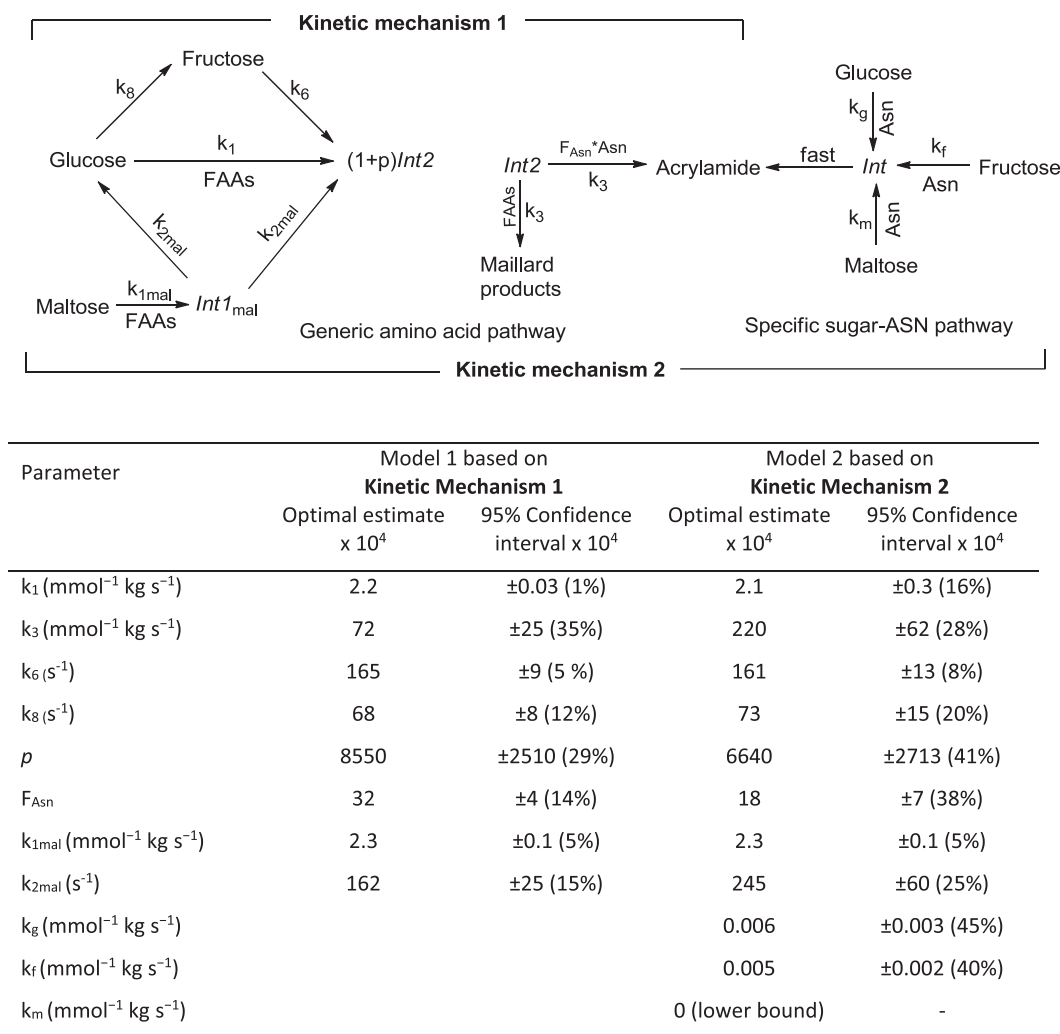 Kinetic mechanism 1
Fructose
k8
k6
Glucose
k1
FAAs
(1+p)Int2
k2mal
k2mal
Maltose
k1mal
FAAs
Int1mal
Int2
FAsn*Asn
k3
Acrylamide
FAAs
k3
Maillard
products
Generic amino acid pathway
Glucose
kg
Asn
fast
Int
kf
Asn
Fructose
km
Asn
Maltose
Specific sugar-ASN pathway
Kinetic mechanism 2
Parameter
Model 1 based on
Kinetic Mechanism 1
Model 2 based on
Kinetic Mechanism 2
Optimal estimate
x 10⁴
95% Confidence
interval x 10⁴
Optimal estimate
x 10⁴
95% Confidence
interval x 10⁴
k1 (mmol⁻¹ kg s⁻¹) 2.2 ±0.03 (1%) 2.1 ±0.3 (16%)
k3 (mmol⁻¹ kg s⁻¹) 72 ±25 (35%) 220 ±62 (28%)
k6 (s⁻¹) 165 ±9 (5 %) 161 ±13 (8%)
k8 (s⁻¹) 68 ±8 (12%) 73 ±15 (20%)
p 8550 ±2510 (29%) 6640 ±2713 (41%)
FAsn 32 ±4 (14%) 18 ±7 (38%)
k1mal (mmol⁻¹ kg s⁻¹) 2.3 ±0.1 (5%) 2.3 ±0.1 (5%)
k2mal (s⁻¹) 162 ±25 (15%) 245 ±60 (25%)
kg (mmol⁻¹ kg s⁻¹) 0.006 ±0.003 (45%)
kf (mmol⁻¹ kg s⁻¹) 0.005 ±0.002 (40%)
km (mmol⁻¹ kg s⁻¹) 0 (lower bound) -